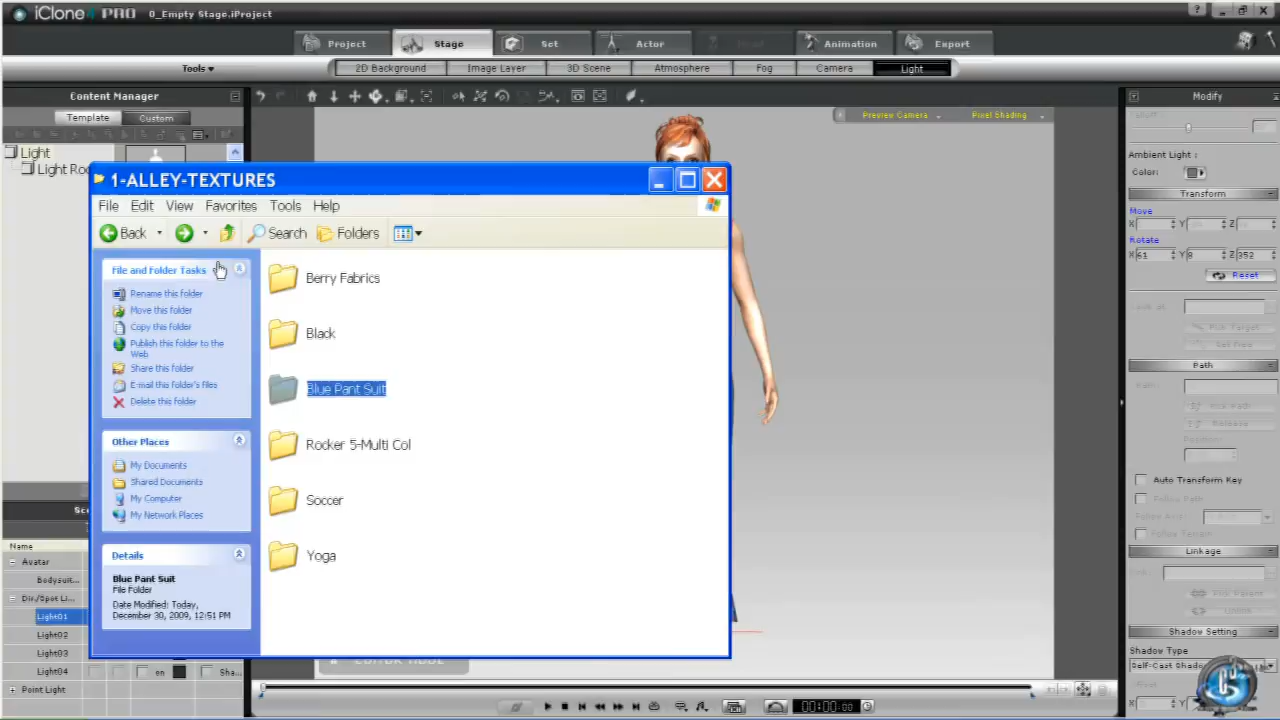 iClone PRO 0_Empty Stage.iProject
Project Stage Set Actor Animation Export
Tools 2D Background Image Layer 3D Scene Atmosphere Fog Camera Light
Content Manager Modify
Template Custom
Preview Camera Pixel Shading
Light
Ambient Light :
Color:
Transform
Move
X Y Z
Rotate
X 61 Y 8 Z 352
Reset
Path
Auto Transform Key
Follow Path
Follow Terrain
Linkage
Shadow Setting
Shadow Type
1-ALLEY-TEXTURES
File Edit View Favorites Tools Help
Back Search Folders
File and Folder Tasks
Rename this folder
Move this folder
Copy this folder
Publish this folder to the
Web
Share this folder
E-mail this folder's files
Delete this folder
Other Places
My Documents
Shared Documents
My Computer
My Network Places
Details
Blue Pant Suit
File Folder
Date Modified: Today,
December 30, 2009, 12:51 PM
Berry Fabrics
Black
Blue Pant Suit
Rocker 5-Multi Col
Soccer
Yoga
Name
Avatar
Bodysuit...
Dir./Spot Li...
Light01
Light02
Light03
Light04 on Sha...
Point Light
00:00:00